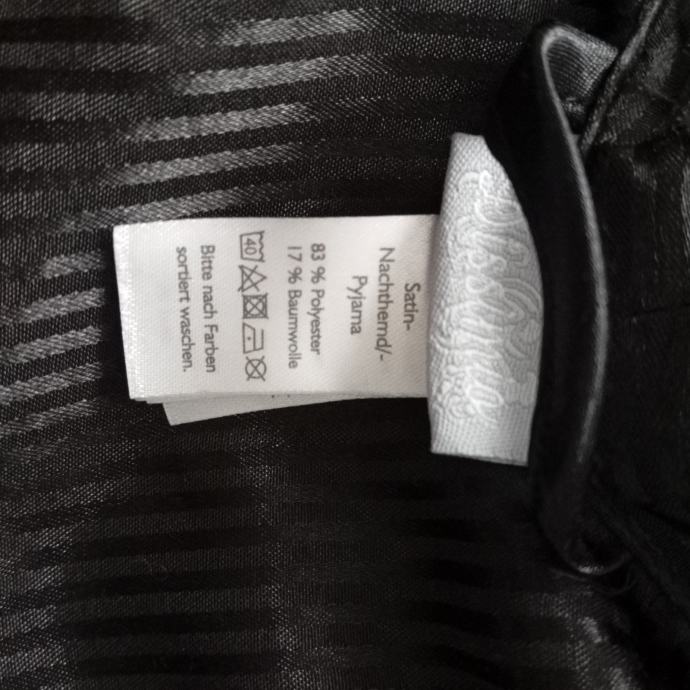 Satin-
Nachthemd/-
Pyjama
83 % Polyester
17 % Baumwolle
40
Bitte nach Farben
sortiert waschen.